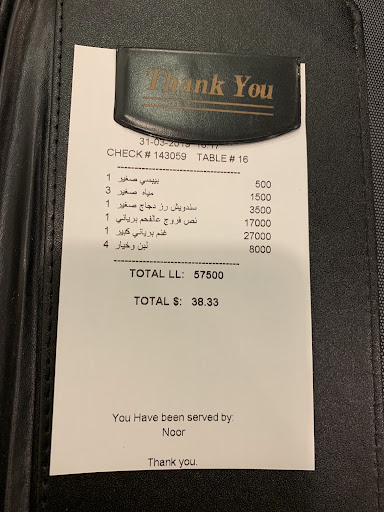 Thank You
31-03-2019
CHECK # 143059 TABLE # 16
1 بيبسي صغير 500
3 مياه صغير 1500
1 سندويش رز دجاج صغير 3500
1 نص فروج عالفحم برياني 17000
1 غنم برياني كبير 27000
4 لبن وخيار 8000
TOTAL LL: 57500
TOTAL $: 38.33
You Have been served by:
Noor
Thank you.